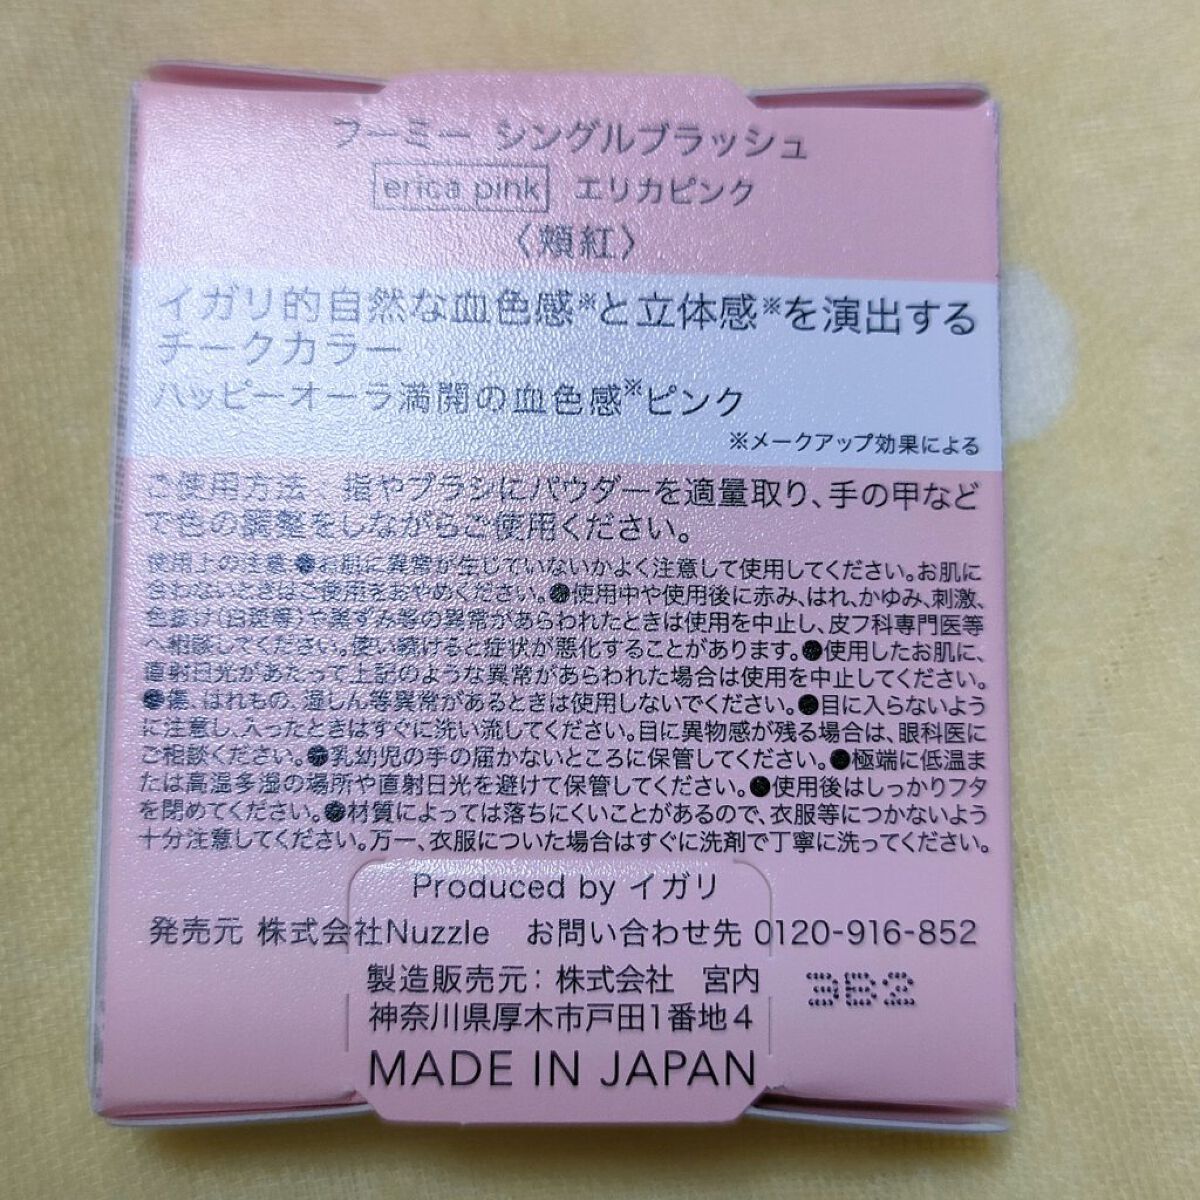 フーミー シングルブラッシュ
erica pink エリカピンク
〈頬紅〉
イガリ的自然な血色感※と立体感※を演出する
チークカラー
ハッピーオーラ満開の血色感※ピンク
※メークアップ効果による
ご使用方法：指やブラシにパウダーを適量取り、手の甲など
で色の調整をしながらご使用ください。
使用上の注意●お肌に異常が生じていないかよく注意して使用してください。お肌に
合わないときはご使用をおやめください。●使用中や使用後に赤み、はれ、かゆみ、刺激、
色抜け(白斑等)や黒ずみ等の異常があらわれたときは使用を中止し、皮フ科専門医等
へ相談してください。使い続けると症状が悪化することがあります。●使用したお肌に、
直射日光があたって上記のような異常があらわれた場合は使用を中止してください。
●傷、はれもの、湿しん等異常があるときは使用しないでください。●目に入らないよう
に注意し、入ったときはすぐに洗い流してください。目に異物感が残る場合は、眼科医に
ご相談ください。●乳幼児の手の届かないところに保管してください。●極端に低温ま
たは高温多湿の場所や直射日光を避けて保管してください。●使用後はしっかりフタ
を閉めてください。●材質によっては落ちにくいことがあるので、衣服等につかないよう
十分注意してください。万一、衣服についた場合はすぐに洗剤で丁寧に洗ってください。
Produced by イガリ
発売元 株式会社Nuzzle お問い合わせ先 0120-916-852
製造販売元：株式会社 宮内
神奈川県厚木市戸田1番地4
3B2
MADE IN JAPAN